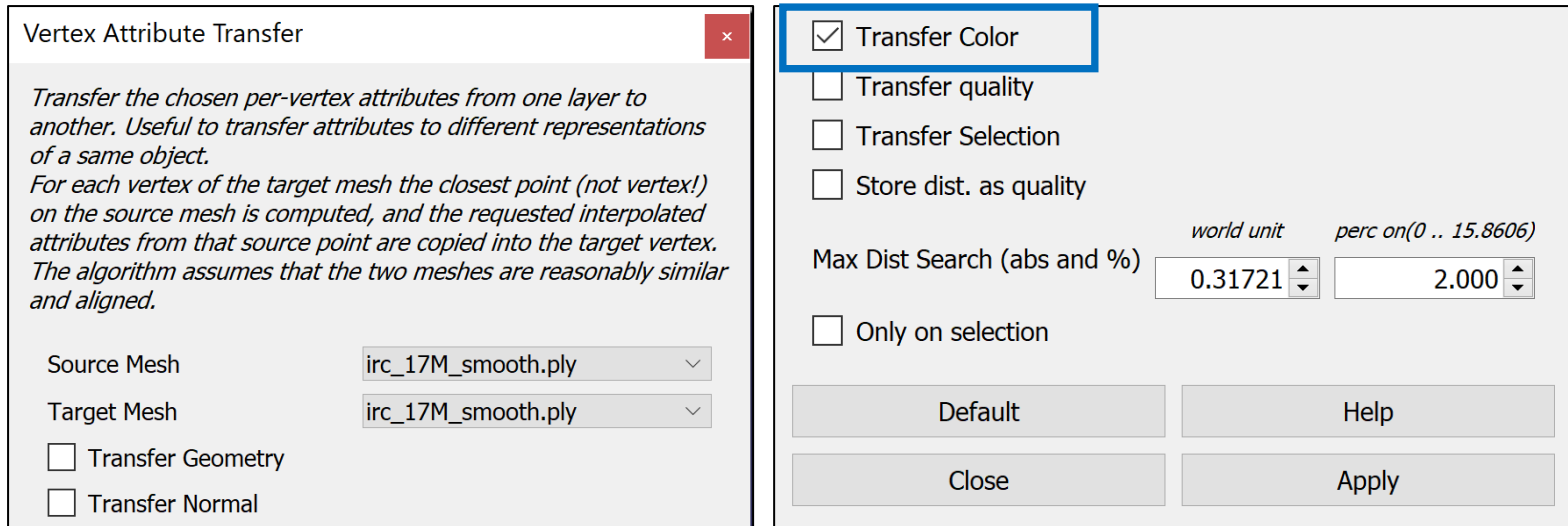 Vertex Attribute Transfer
Transfer the chosen per-vertex attributes from one layer to
another. Useful to transfer attributes to different representations
of a same object.
For each vertex of the target mesh the closest point (not vertex!)
on the source mesh is computed, and the requested interpolated
attributes from that source point are copied into the target vertex.
The algorithm assumes that the two meshes are reasonably similar
and aligned.
Source Mesh irc_17M_smooth.ply
Target Mesh irc_17M_smooth.ply
Transfer Geometry
Transfer Normal
Transfer Color
Transfer quality
Transfer Selection
Store dist. as quality
world unit perc on(0 .. 15.8606)
Max Dist Search (abs and %) 0.31721 2.000
Only on selection
Default Help
Close Apply